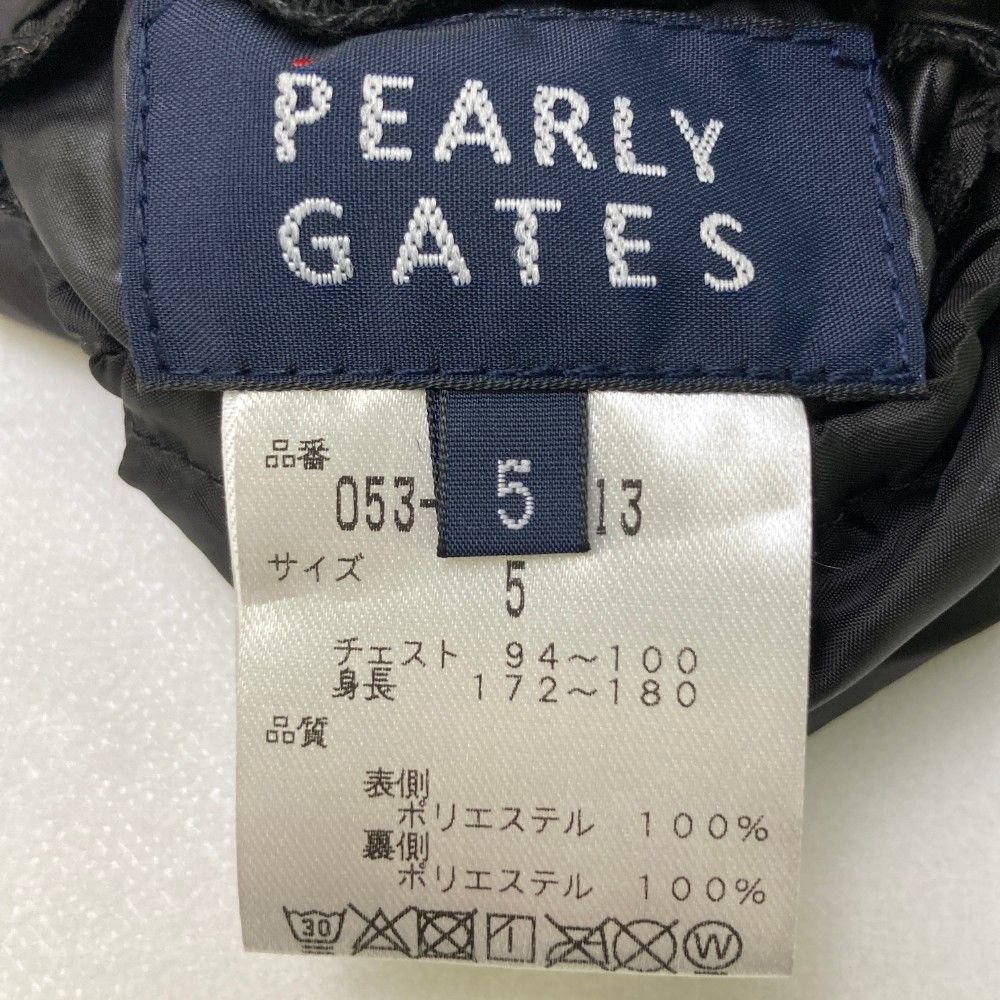 PEARLY
GATES
5
品番
053- 13
サイズ
5
チェスト 94～100
身長 172～180
品質
表側
ポリエステル 100%
裏側
ポリエステル 100%
30 W